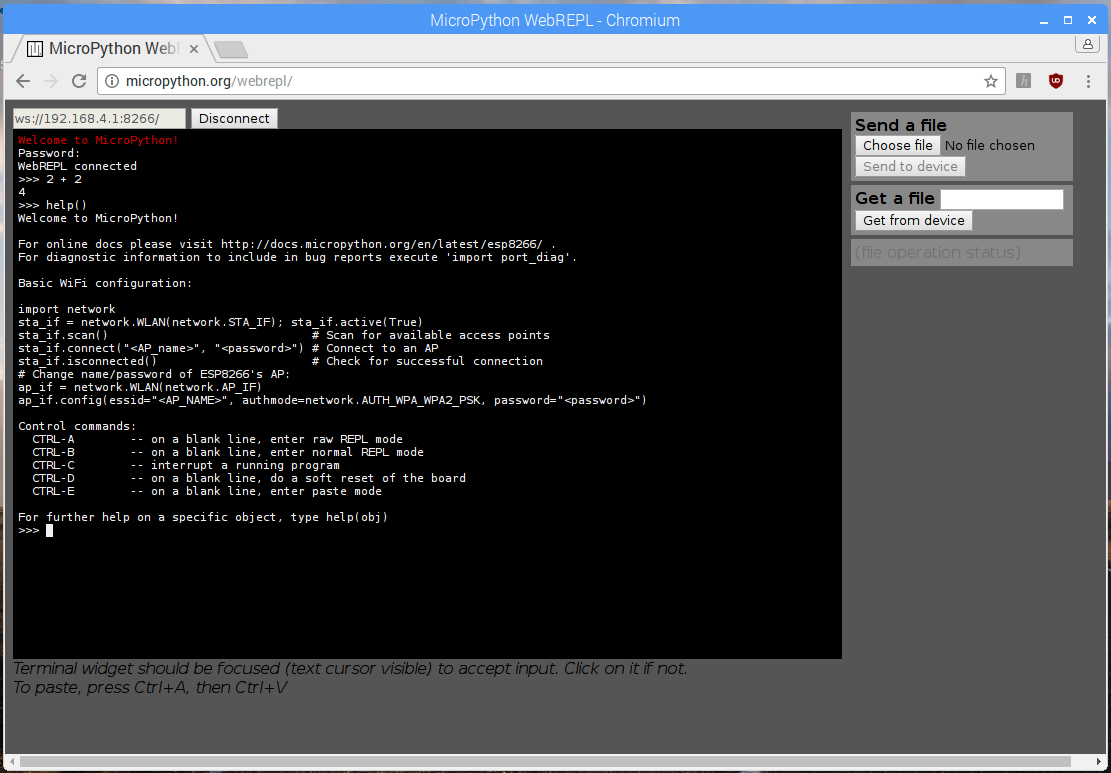 MicroPython WebREPL - Chromium
MicroPython Web
micropython.org/webrepl/
ws://192.168.4.1:8266/ Disconnect
Welcome to MicroPython!
Password:
WebREPL connected
>>> 2 + 2
4
>>> help()
Welcome to MicroPython!
For online docs please visit http://docs.micropython.org/en/latest/esp8266/ .
For diagnostic information to include in bug reports execute 'import port_diag'.
Basic WiFi configuration:
import network
sta_if = network.WLAN(network.STA_IF); sta_if.active(True)
sta_if.scan()                             # Scan for available access points
sta_if.connect("<AP_name>", "<password>") # Connect to an AP
sta_if.isconnected()                      # Check for successful connection
# Change name/password of ESP8266's AP:
ap_if = network.WLAN(network.AP_IF)
ap_if.config(essid="<AP_NAME>", authmode=network.AUTH_WPA_WPA2_PSK, password="<password>")
Control commands:
  CTRL-A        -- on a blank line, enter raw REPL mode
  CTRL-B        -- on a blank line, enter normal REPL mode
  CTRL-C        -- interrupt a running program
  CTRL-D        -- on a blank line, do a soft reset of the board
  CTRL-E        -- on a blank line, enter paste mode
For further help on a specific object, type help(obj)
>>>
Terminal widget should be focused (text cursor visible) to accept input. Click on it if not.
To paste, press Ctrl+A, then Ctrl+V
Send a file
Choose file No file chosen
Send to device
Get a file
Get from device
(file operation status)